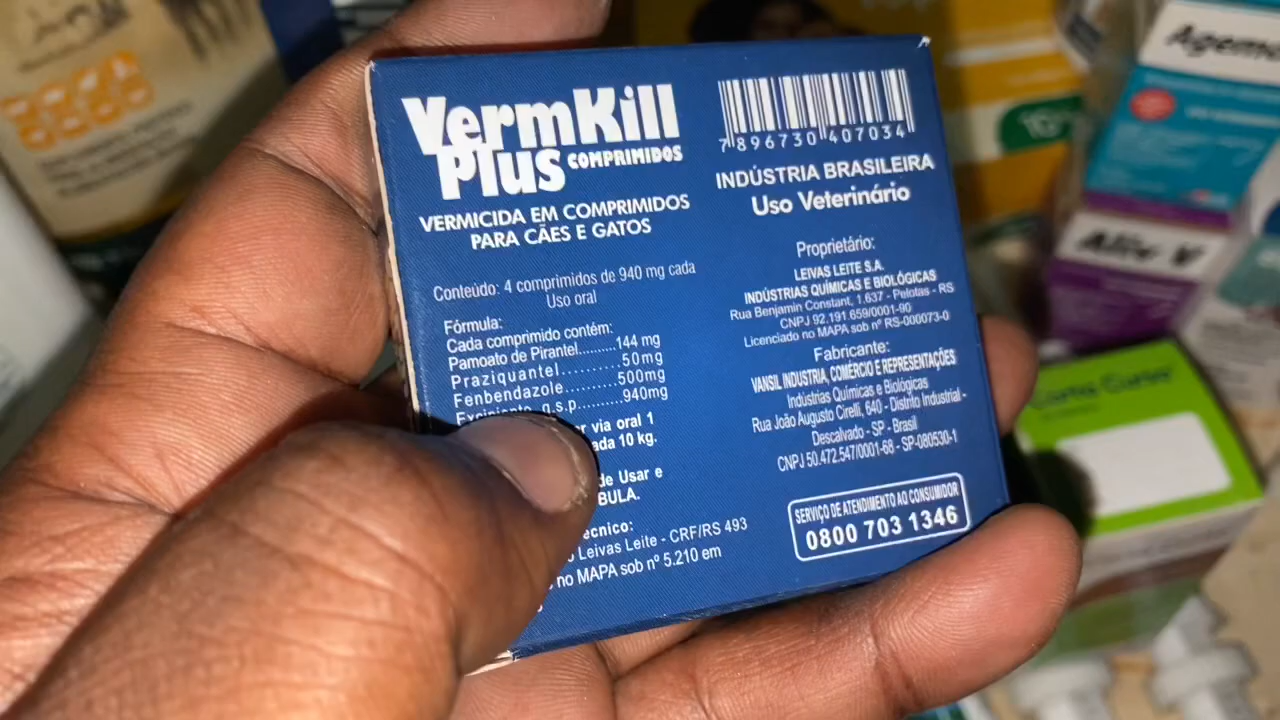 VermKill
Plus COMPRIMIDOS
VERMICIDA EM COMPRIMIDOS
PARA CÃES E GATOS
Conteúdo: 4 comprimidos de 940 mg cada
Uso oral
Fórmula:
Cada comprimido contém:
Pamoato de Pirantel.........144 mg
Praziquantel..........50mg
Fenbendazole.........500mg
Excipiente q.s.p........940mg
via oral 1
10 kg.
de Usar e
BULA.
Leivas Leite - CRF/RS 493
no MAPA sob nº 5.210 em
7896730407034
INDÚSTRIA BRASILEIRA
Uso Veterinário
Proprietário:
LEIVAS LEITE S.A.
INDÚSTRIAS QUÍMICAS E BIOLÓGICAS
Rua Benjamin Constant, 1.637 - Pelotas - RS
CNPJ 92.191.659/0001-90
Licenciado no MAPA sob nº RS-000073-0
Fabricante:
VANSIL INDUSTRIA, COMÉRCIO E REPRESENTAÇÕES
Indústrias Químicas e Biológicas
Rua João Augusto Cirelli, 640 - Distrito Industrial -
Descalvado - SP - Brasil
CNPJ 50.472.547/0001-68 - SP-080530-1
SERVIÇO DE ATENDIMENTO AO CONSUMIDOR
0800 703 1346